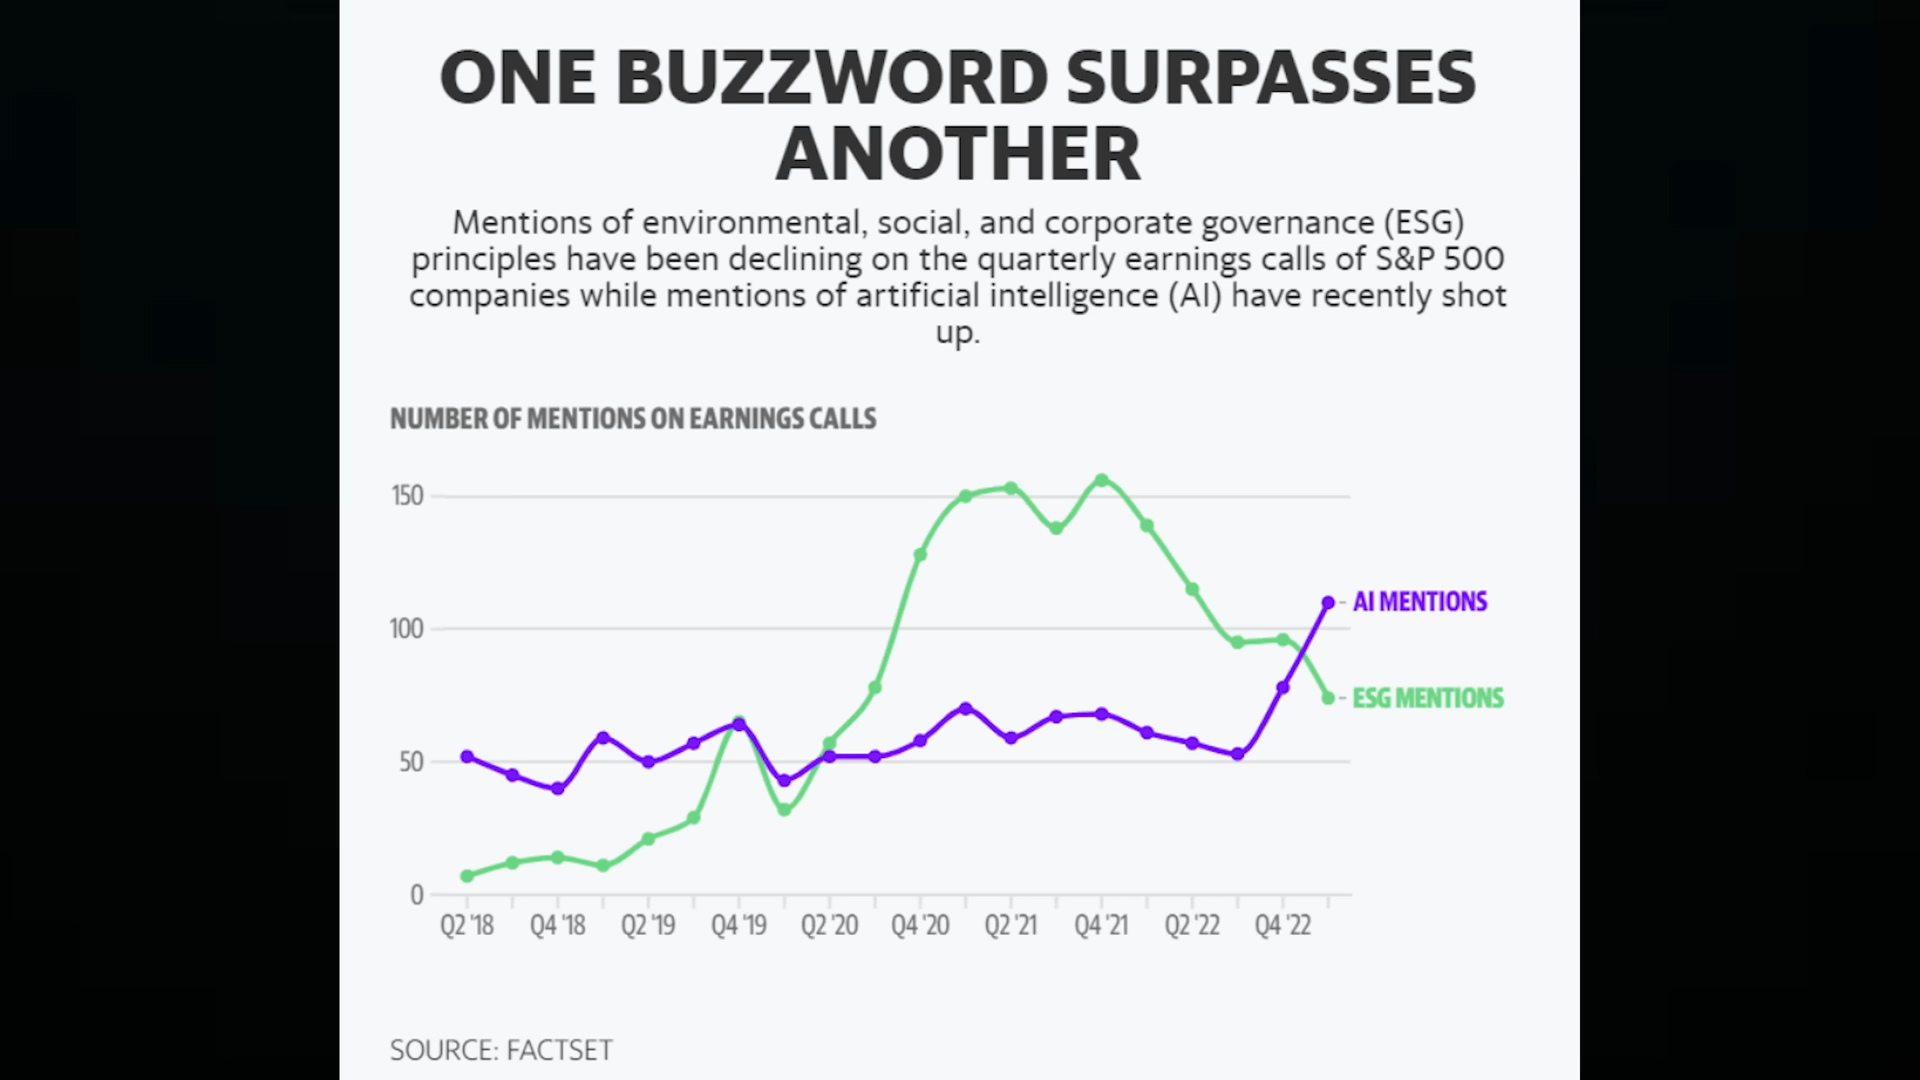 ONE BUZZWORD SURPASSES
ANOTHER
Mentions of environmental, social, and corporate governance (ESG)
principles have been declining on the quarterly earnings calls of S&P 500
companies while mentions of artificial intelligence (AI) have recently shot
up.
NUMBER OF MENTIONS ON EARNINGS CALLS
150
AI MENTIONS
100
ESG MENTIONS
50
0
Q2 '18 Q4 '18 Q2 '19 Q4 '19 Q2 '20 Q4 '20 Q2 '21 Q4 '21 Q2 '22 Q4 '22
SOURCE: FACTSET